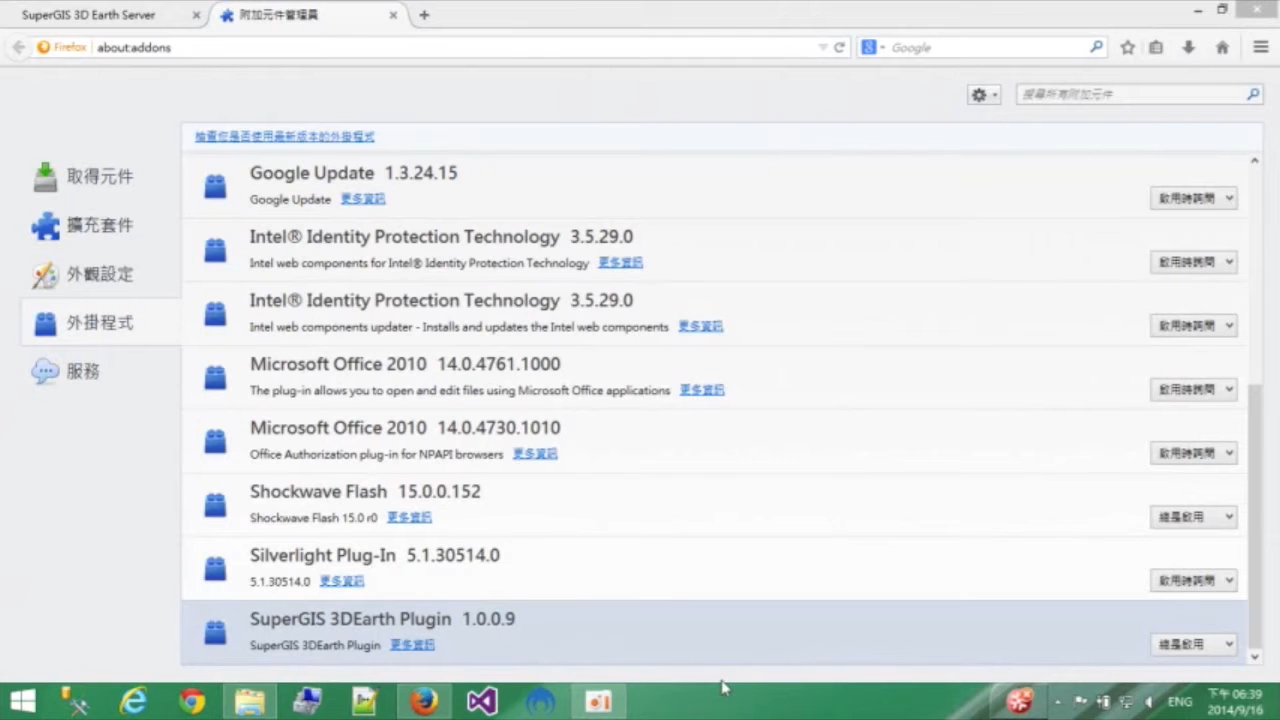 SuperGIS 3D Earth Server
附加元件管理員
Firefox
about:addons
Google
搜尋所有附加元件
檢查您是否使用最新版本的外掛程式
取得元件
擴充套件
外觀設定
外掛程式
服務
Google Update 1.3.24.15
Google Update 更多資訊
啟用時詢問
Intel® Identity Protection Technology 3.5.29.0
Intel web components for Intel® Identity Protection Technology 更多資訊
啟用時詢問
Intel® Identity Protection Technology 3.5.29.0
Intel web components updater - Installs and updates the Intel web components 更多資訊
啟用時詢問
Microsoft Office 2010 14.0.4761.1000
The plug-in allows you to open and edit files using Microsoft Office applications 更多資訊
啟用時詢問
Microsoft Office 2010 14.0.4730.1010
Office Authorization plug-in for NPAPI browsers 更多資訊
啟用時詢問
Shockwave Flash 15.0.0.152
Shockwave Flash 15.0 r0 更多資訊
總是啟用
Silverlight Plug-In 5.1.30514.0
5.1.30514.0 更多資訊
啟用時詢問
SuperGIS 3DEarth Plugin 1.0.0.9
SuperGIS 3DEarth Plugin 更多資訊
總是啟用
ENG
下午 06:39
2014/9/16